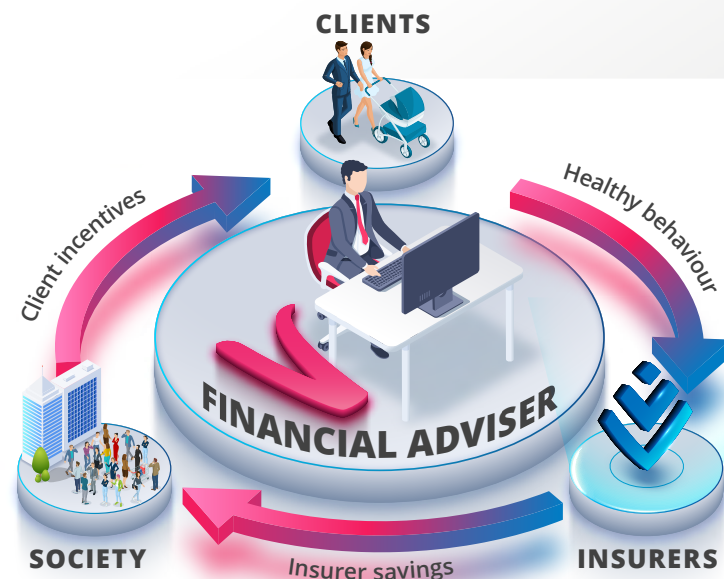 CLIENTS
Client incentives
Healthy behaviour
FINANCIAL ADVISER
SOCIETY
Insurer savings
INSURERS